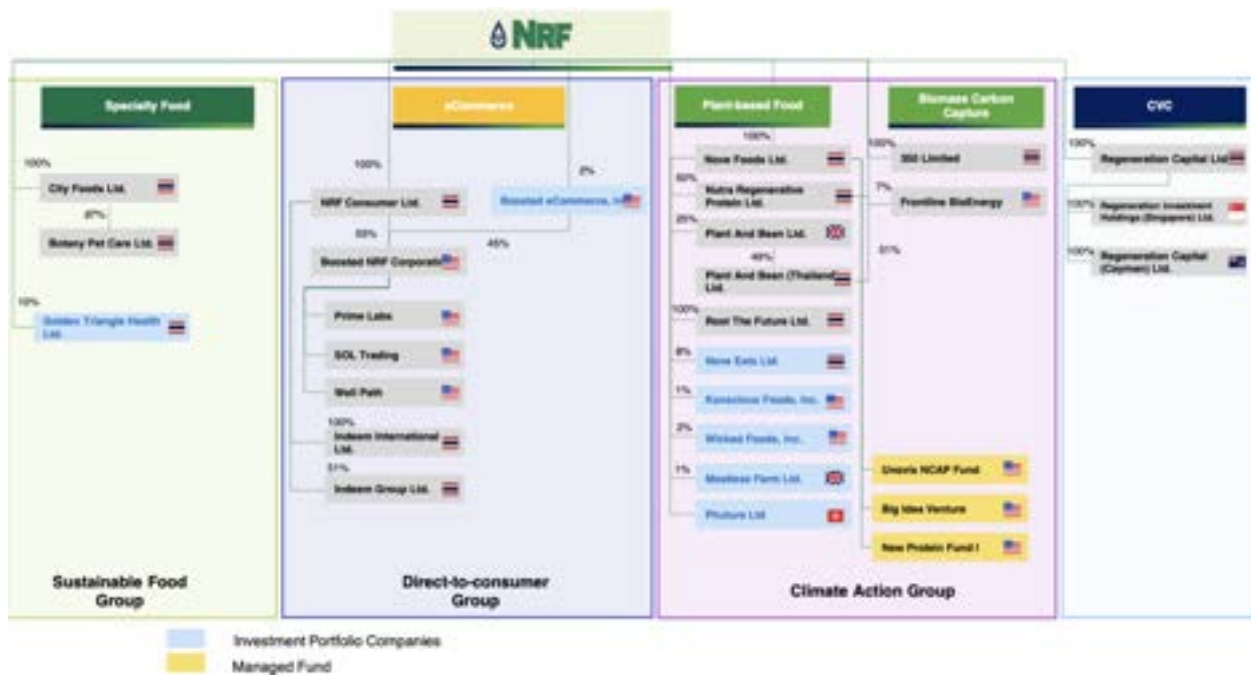 NRF
Specialty Food
eCommerce
Plant-based Food
Biomass Carbon
Capture
CVC
100%
City Foods Ltd.
87%
Botany Pet Care Ltd.
10%
Golden Triangle Health
Ltd.
100%
2%
NRF Consumer Ltd.
Boosted eCommerce,
55%
45%
Boosted NRF Corporati
Prime Labs
SOL Trading
Well Path
100%
Indeem International
Ltd.
51%
Indeem Group Ltd.
100%
Nove Foods Ltd.
50%
Nutra Regenerative
Protein Ltd.
25%
Plant And Bean Ltd.
49%
Plant And Bean (Thailand
Ltd.
100%
Root The Future Ltd.
8%
Nove Eats Ltd.
1%
Konscious Foods, Inc.
2%
Wicked Foods, Inc.
1%
Meatless Farm Ltd.
Phuture Ltd
100%
350 Limited
7%
Frontline BioEnergy
51%
Unovis NCAP Fund
Big Idea Venture
New Protein Fund I
100%
Regeneration Capital Ltd
100%
Regeneration Investment
Holdings (Singapore) Ltd.
100%
Regeneration Capital
(Cayman) Ltd.
Sustainable Food
Group
Direct-to-consumer
Group
Climate Action Group
Investment Portfolio Companies
Managed Fund